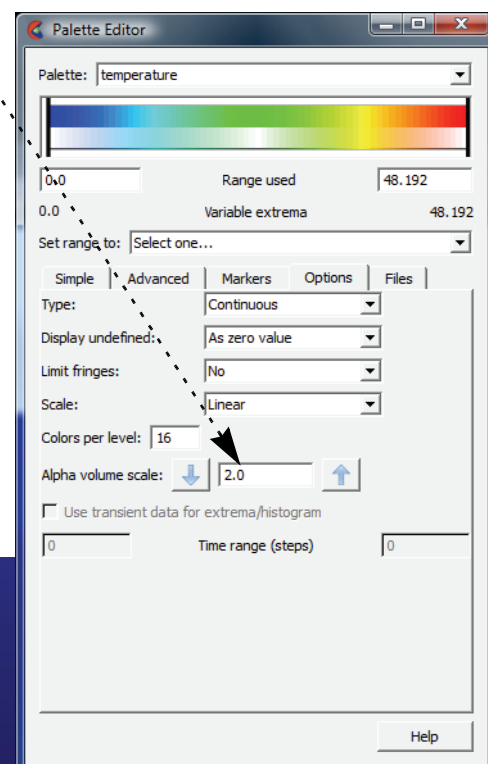 Palette Editor
Palette: temperature
0.0 Range used 48.192
0.0 Variable extrema 48.192
Set range to: Select one...
Simple Advanced Markers Options Files
Type: Continuous
Display undefined: As zero value
Limit fringes: No
Scale: Linear
Colors per level: 16
Alpha volume scale: 2.0
Use transient data for extrema/histogram
0 Time range (steps) 0
Help